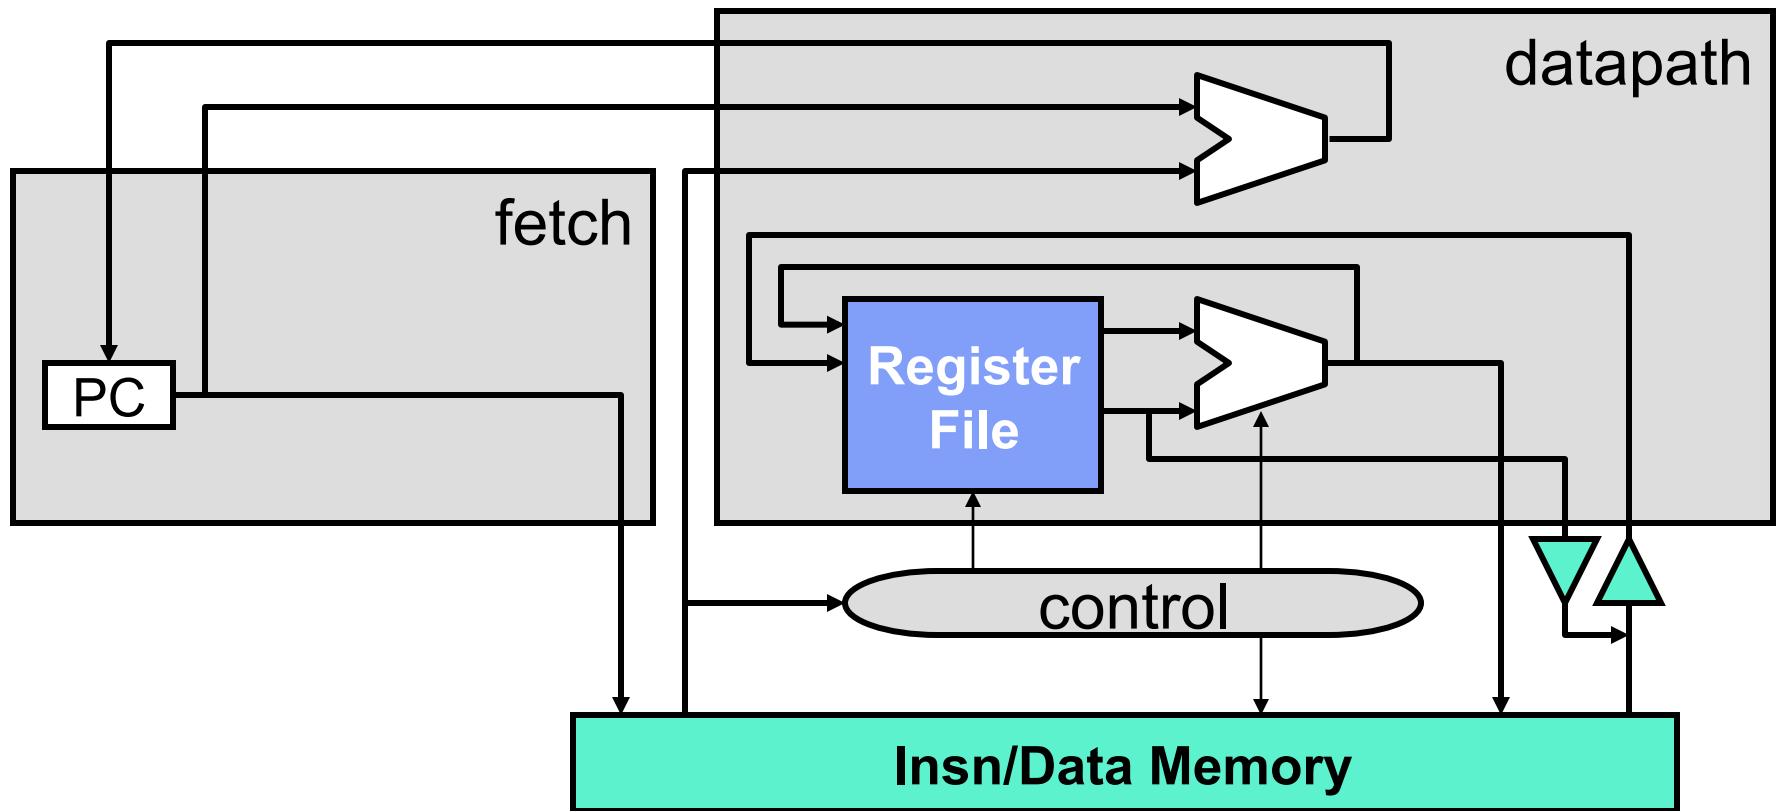 datapath
fetch
PC
Register
File
control
Insn/Data Memory